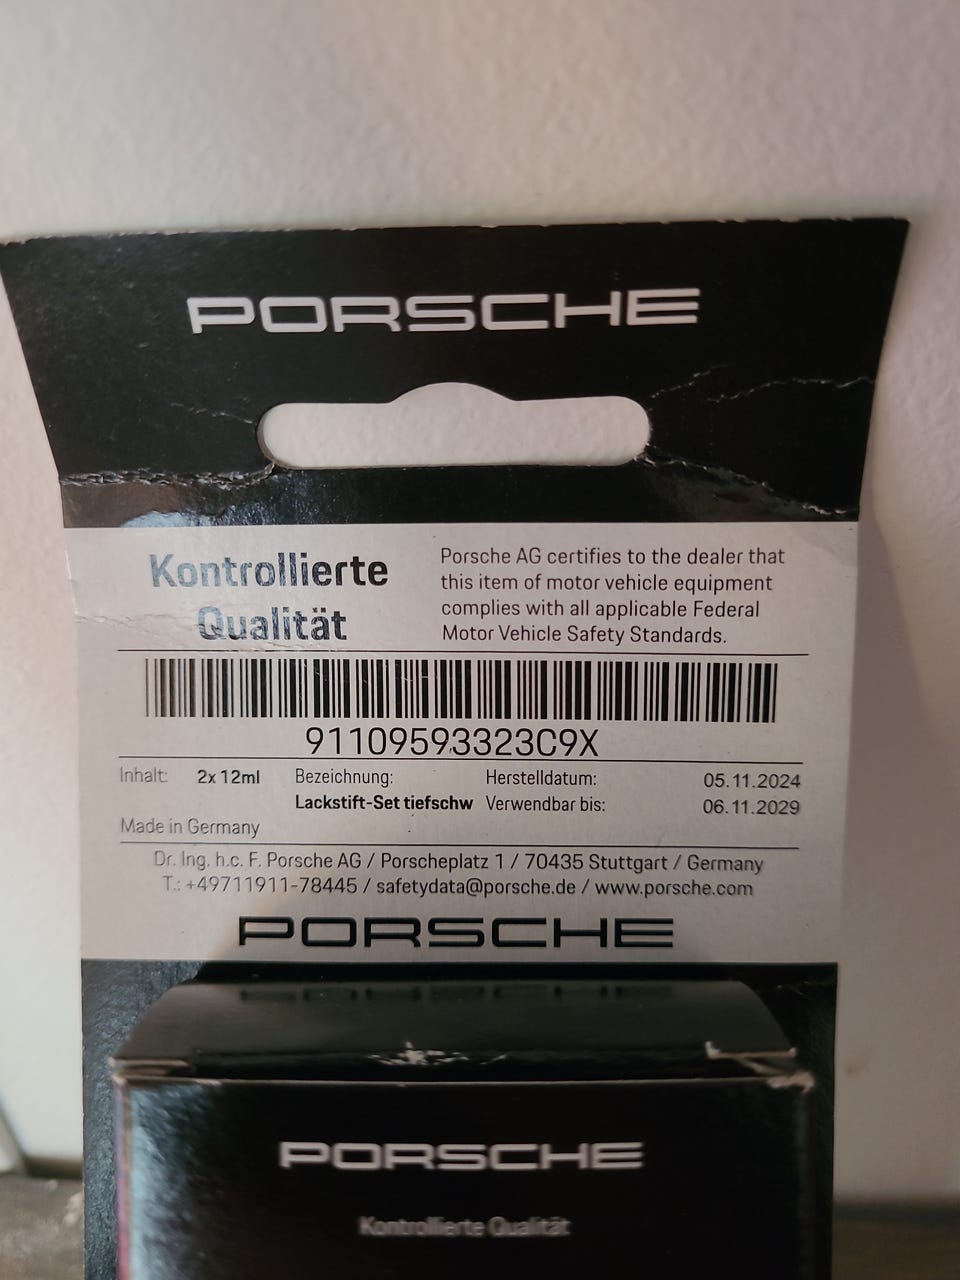 PORSCHE
Kontrollierte
Qualität
Porsche AG certifies to the dealer that
this item of motor vehicle equipment
complies with all applicable Federal
Motor Vehicle Safety Standards.
91109593323C9X
Inhalt: 2x 12ml Bezeichnung: Herstelldatum: 05.11.2024
Lackstift-Set tiefschw Verwendbar bis: 06.11.2029
Made in Germany
Dr. Ing. h.c. F. Porsche AG / Porscheplatz 1 / 70435 Stuttgart / Germany
T.: +49711911-78445 / safetydata@porsche.de / www.porsche.com
PORSCHE
PORSCHE
Kontrollierte Qualität